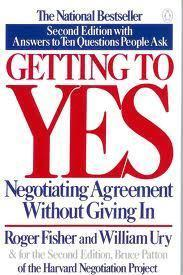 The National Bestseller
Second Edition with
Answers to Ten Questions People Ask
GETTING TO
YES
Negotiating Agreement
Without Giving In
Roger Fisher and William Ury
& for the Second Edition, Bruce Patton
of the Harvard Negotiation Project